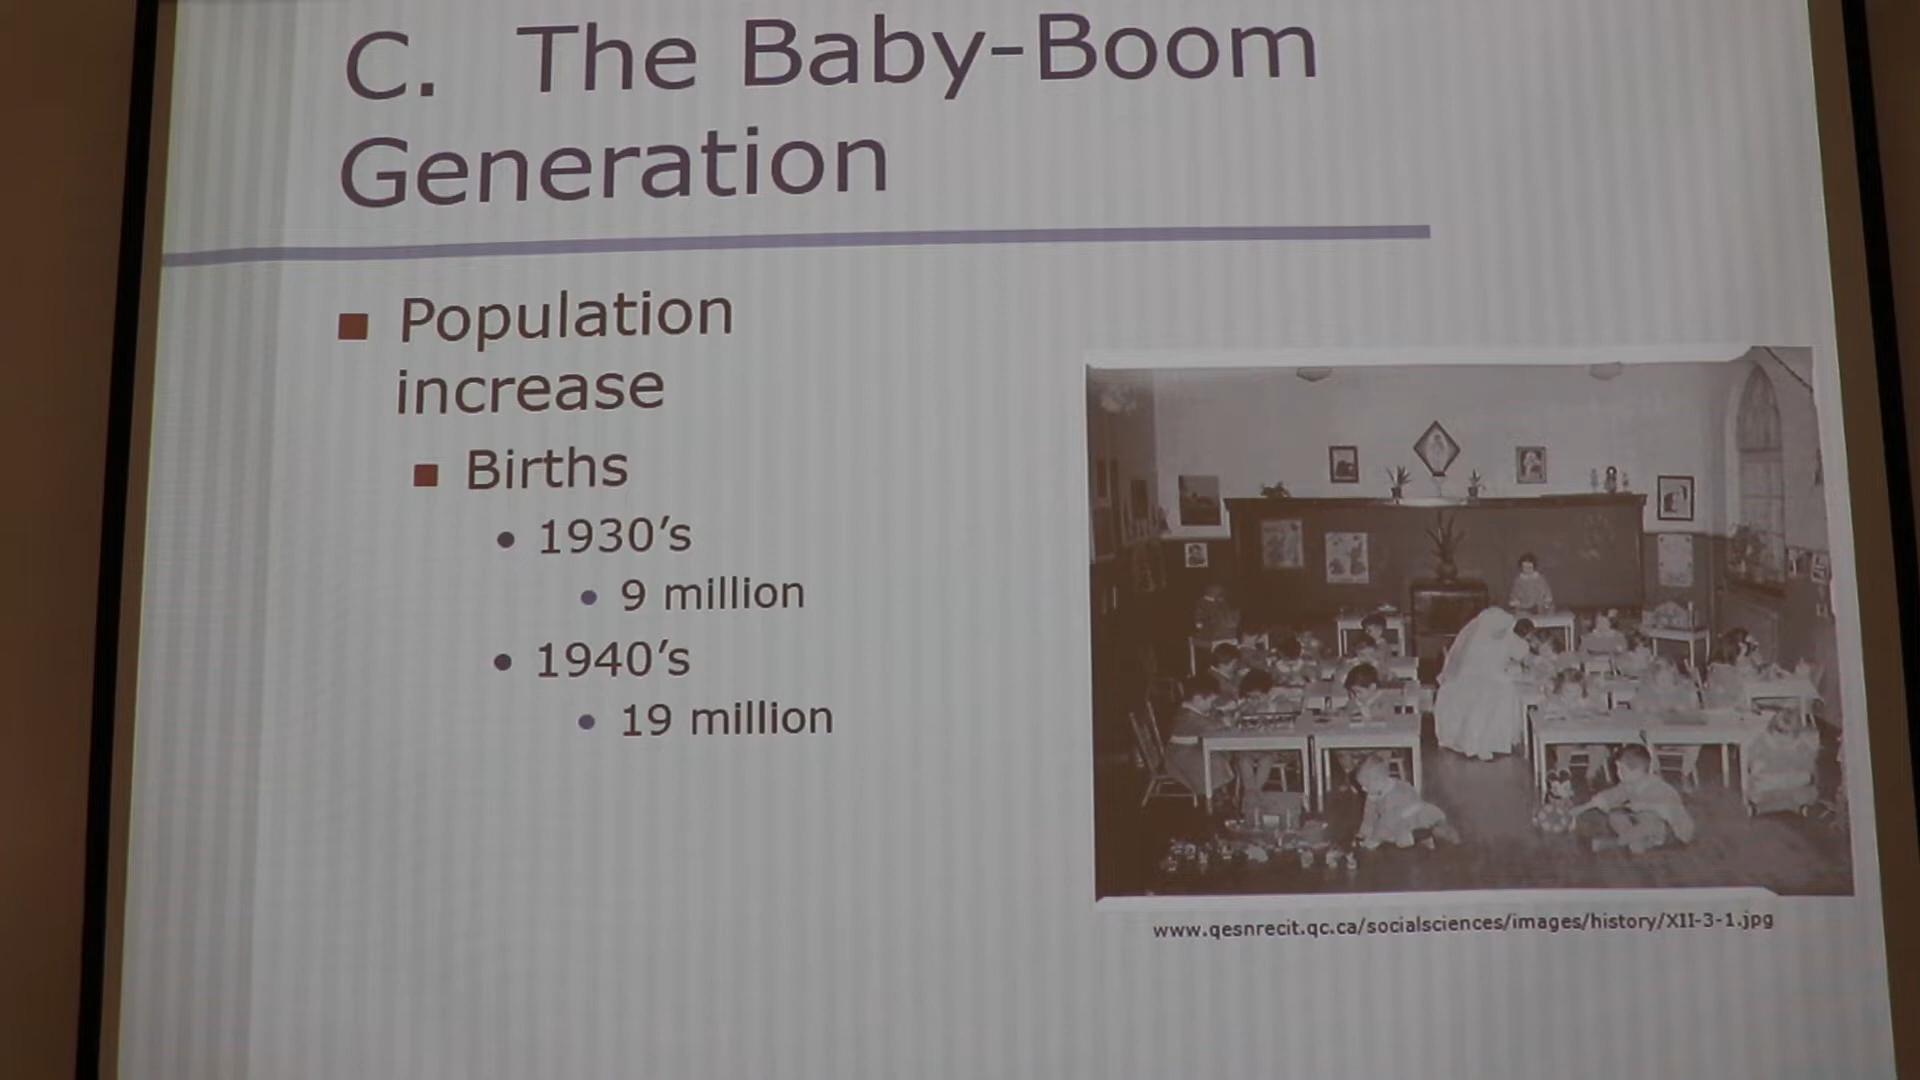 C. The Baby-Boom
Generation
Population
increase
Births
1930's
9 million
1940's
19 million
www.qesnrecit.qc.ca/socialsciences/images/history/XII-3-1.jpg